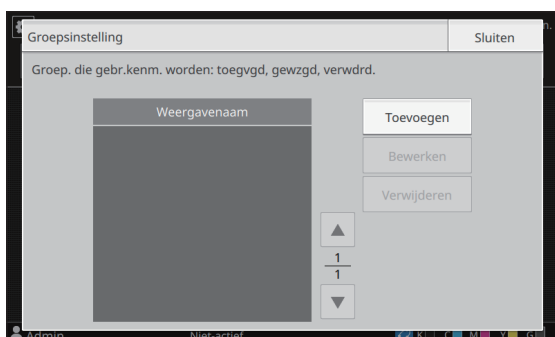 n.
Groepsinstelling
Sluiten
Groep. die gebr.kenm. worden: toegvgd, gewzgd, verwdrd.
Weergavenaam
Toevoegen
Bewerken
Verwijderen
1
1
Admin Niet-actief K C M Y G